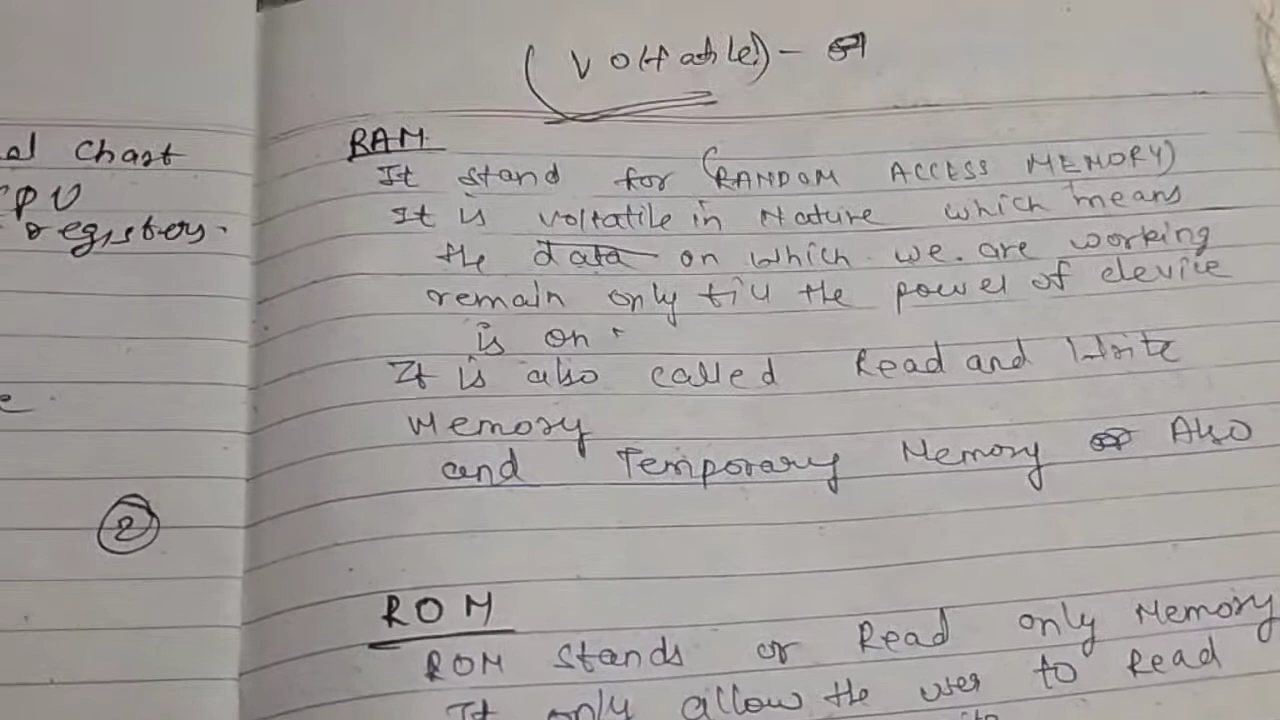 al Chart
CPU
registers.
2
(Voltatile) -
RAM
It stand for (RANDOM ACCESS MEMORY)
It is voltatile in Nature which means
the data on which we are working
remain only till the power of device
is on
It is also called Read and Write
Memory
and Temporary Memory Also
ROM
ROM stands or Read only Memory
It only allow the user to Read